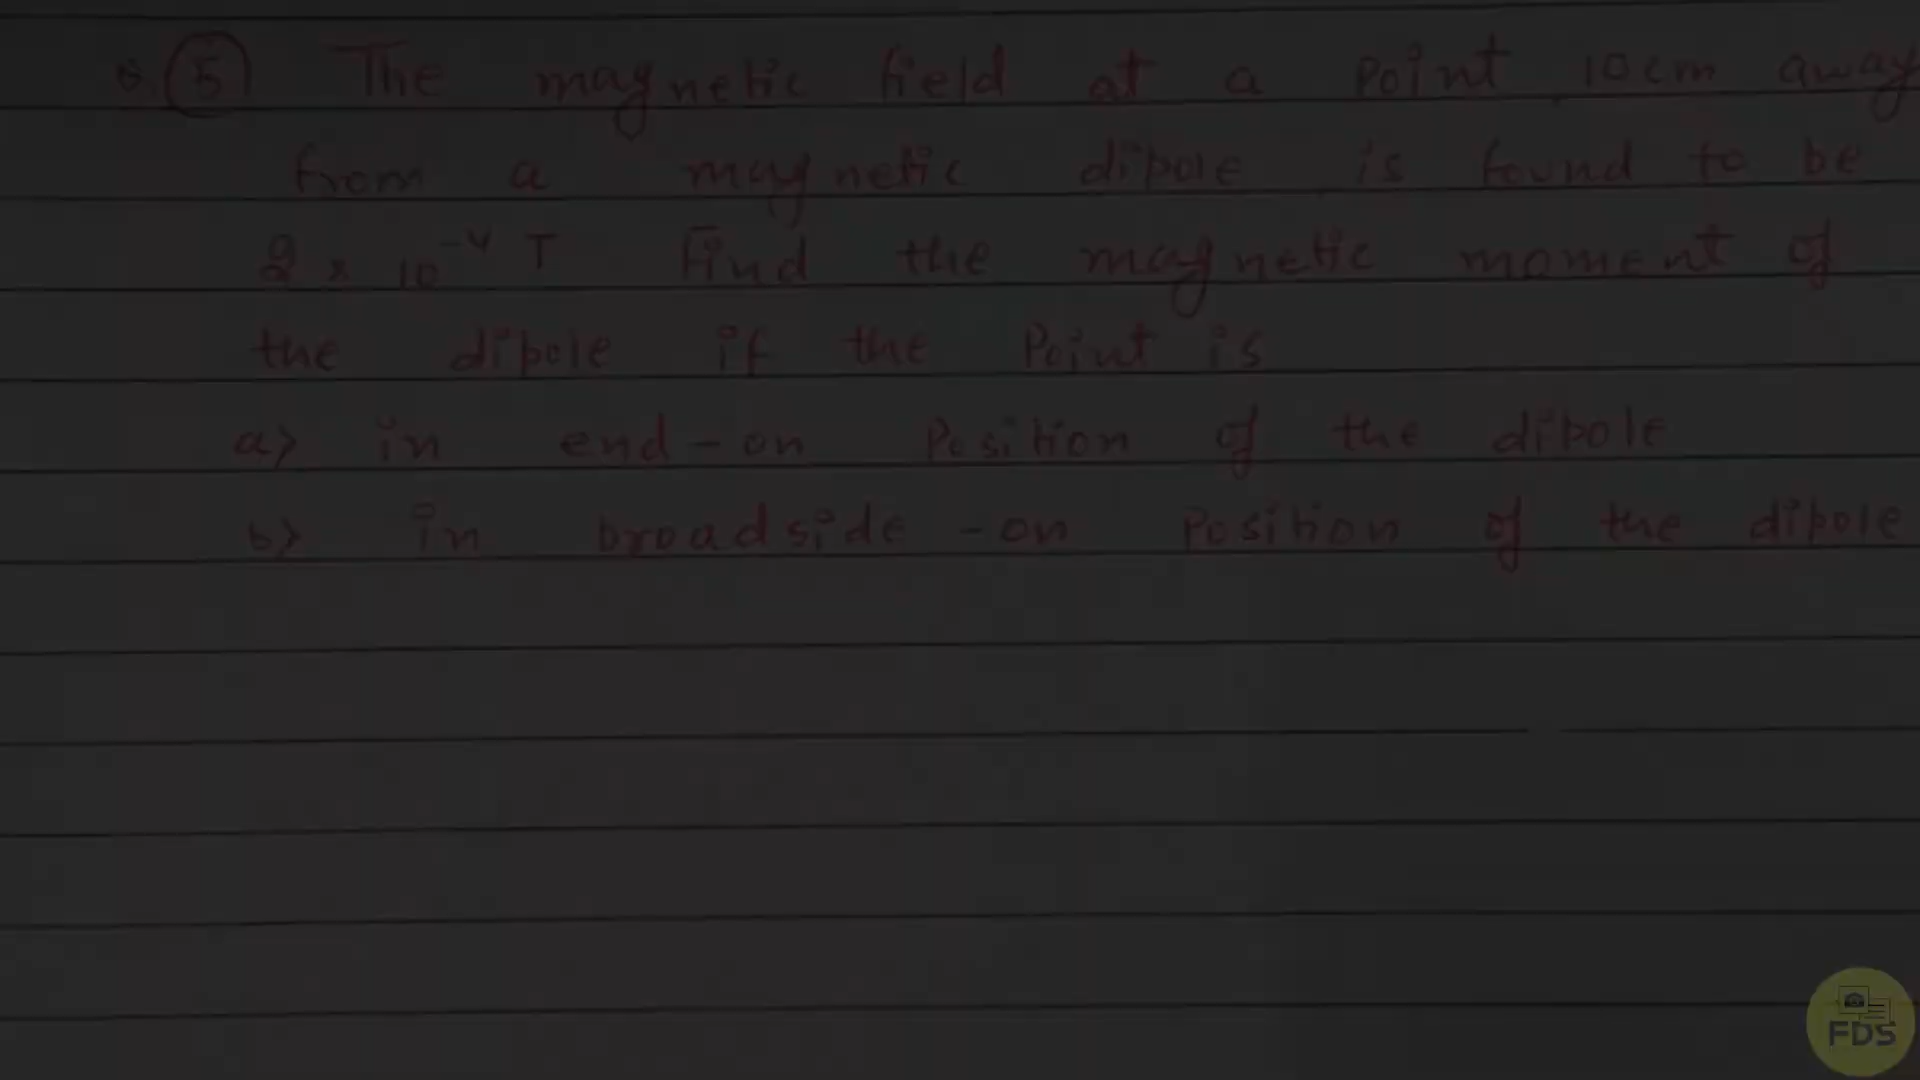 Q. 5 The magnetic field at a point 10cm away
from a magnetic dipole is found to be
2 × 10⁻⁴ T Find the magnetic moment of
the dipole if the Point is
a) in end-on Position of the dipole
b) in broadside-on Position of the dipole
FDS